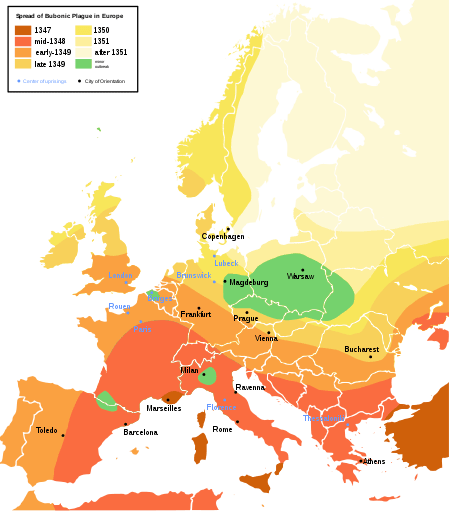 Spread of Bubonic Plague in Europe
1347
mid-1348
early-1349
late 1349
1350
1351
after 1351
minor
outbreak
Center of uprisings
City of Orientation
Copenhagen
Lubeck
London
Brunswick
Magdeburg
Warsaw
Bruges
Rouen
Frankfurt
Prague
Paris
Vienna
Bucharest
Milan
Ravenna
Marseilles
Toledo
Barcelona
Rome
Athens